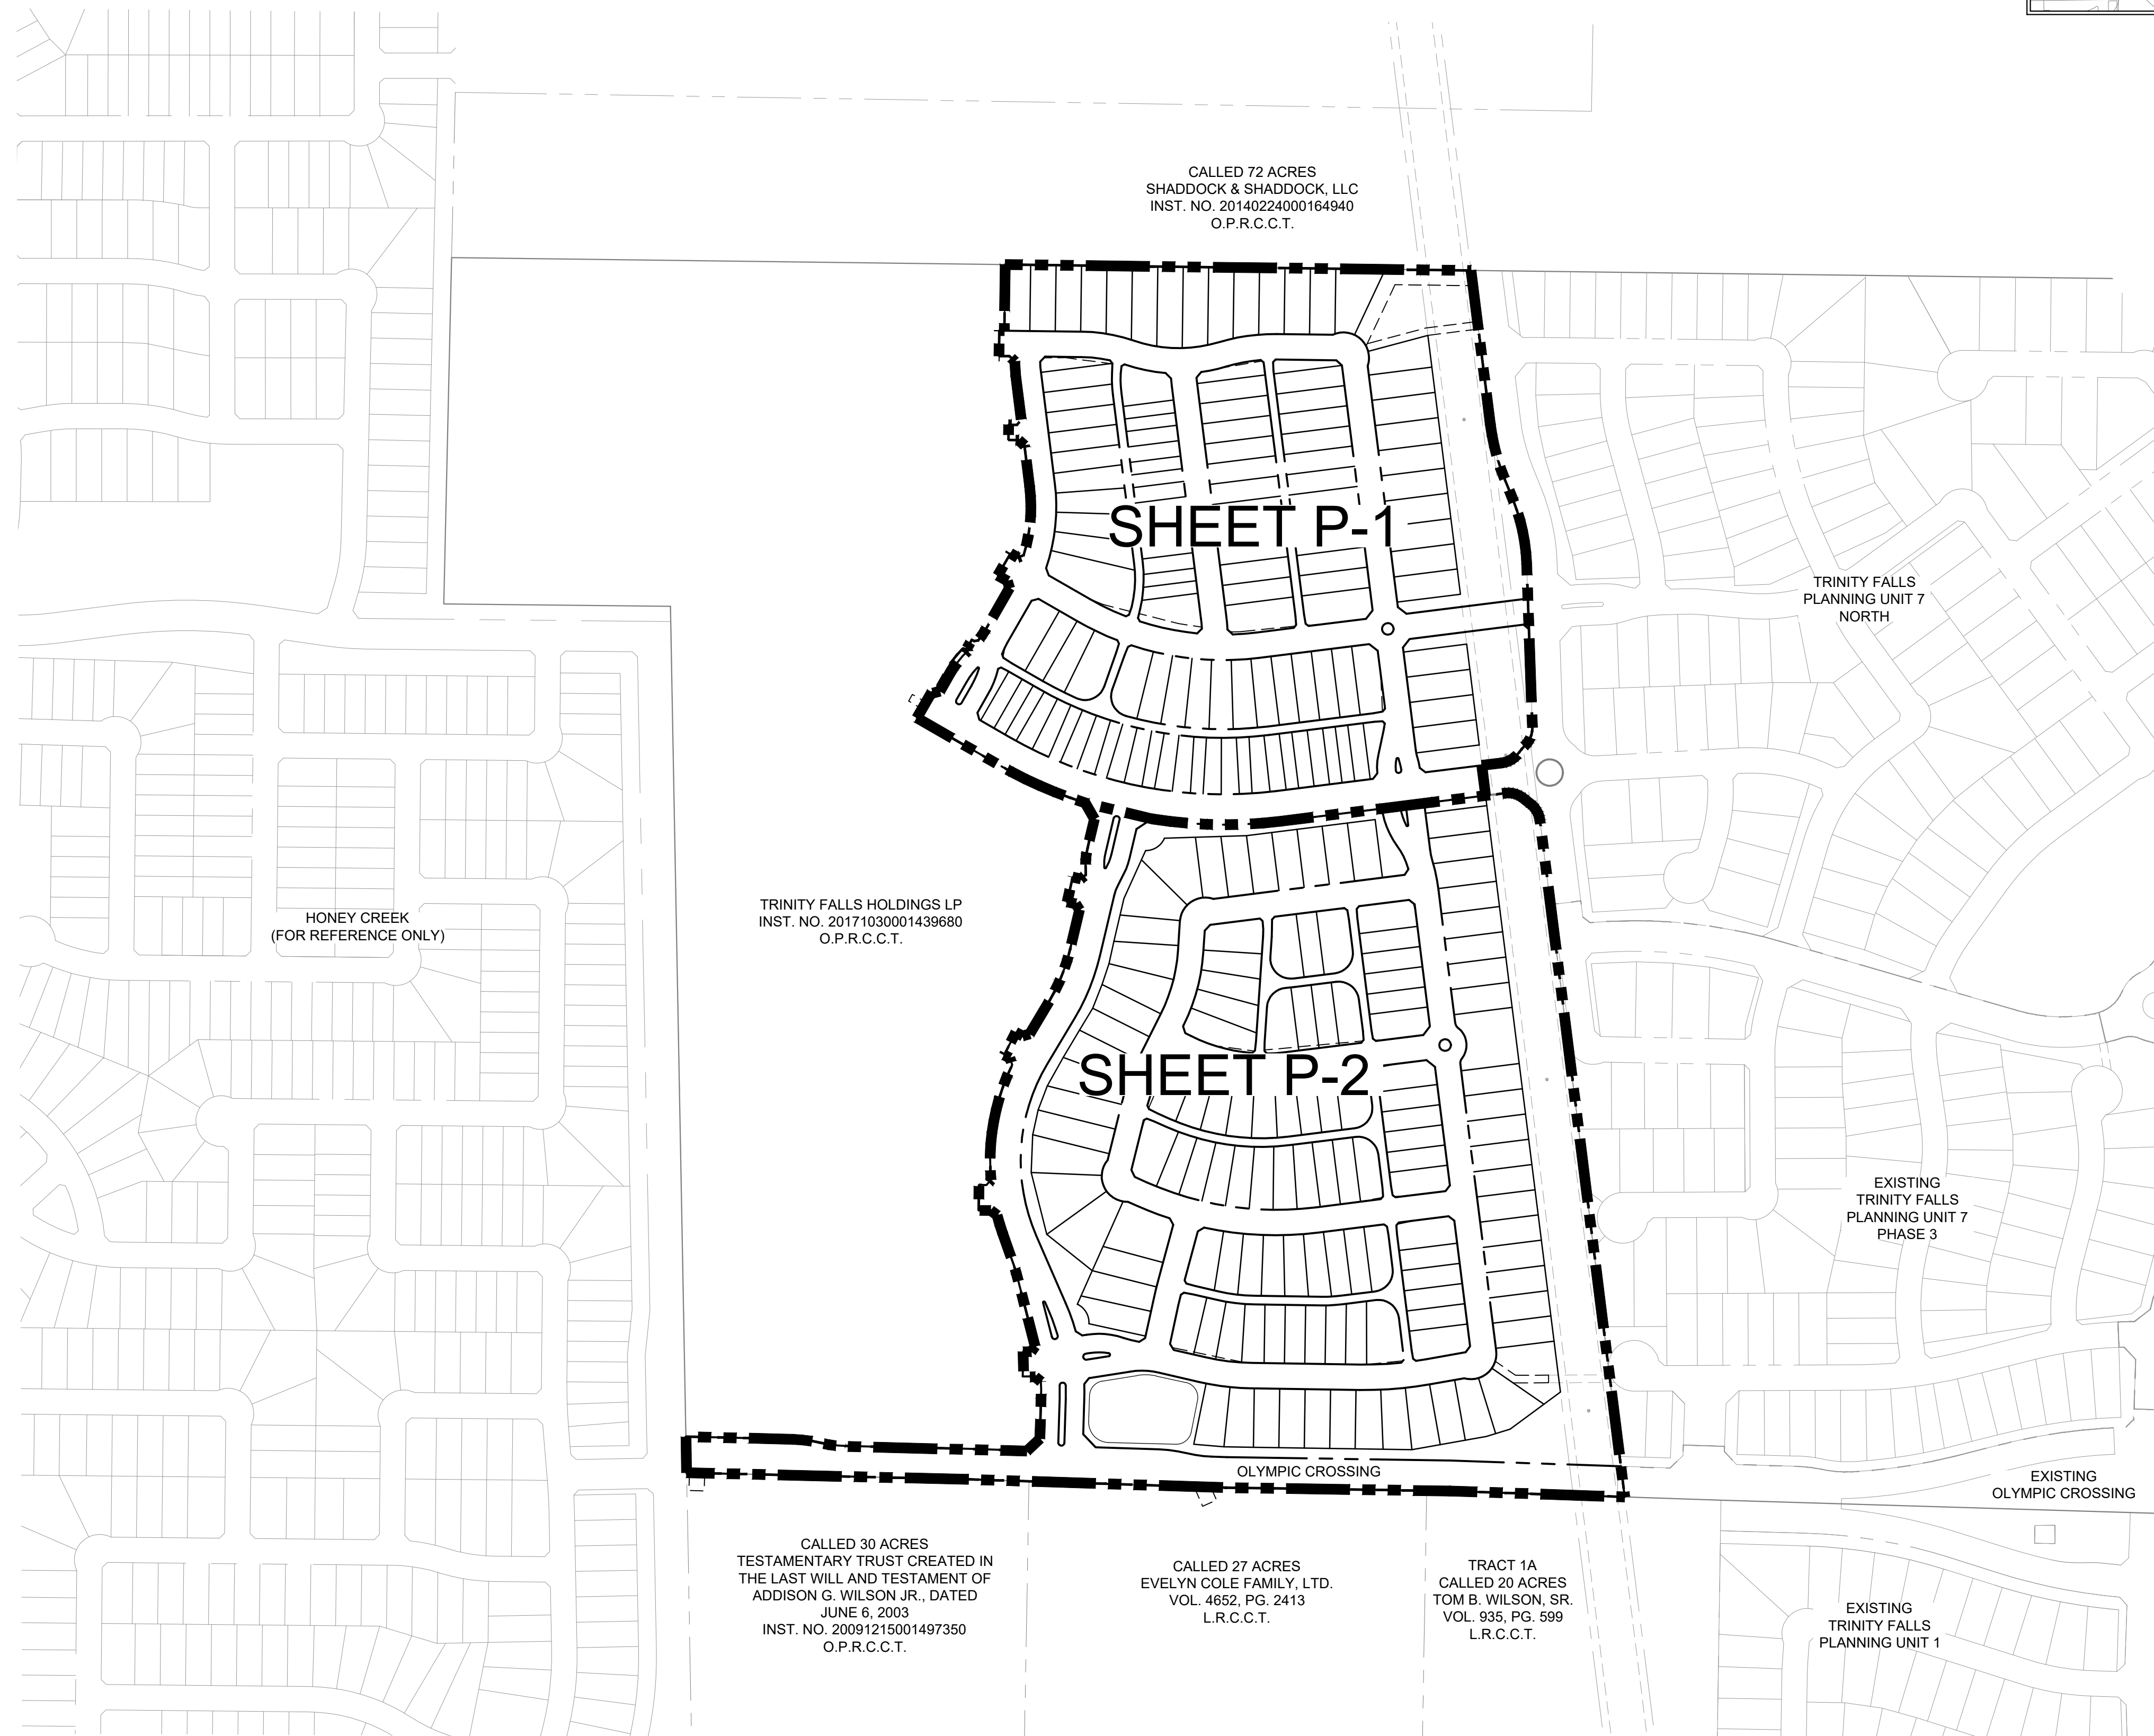 CALLED 72 ACRES
SHADDOCK & SHADDOCK, LLC
INST. NO. 20140224000164940
O.P.R.C.C.T.
SHEET P-1
TRINITY FALLS
PLANNING UNIT 7
NORTH
TRINITY FALLS HOLDINGS LP
INST. NO. 20171030001439680
O.P.R.C.C.T.
HONEY CREEK
(FOR REFERENCE ONLY)
SHEET P-2
EXISTING
TRINITY FALLS
PLANNING UNIT 7
PHASE 3
OLYMPIC CROSSING
EXISTING
OLYMPIC CROSSING
CALLED 30 ACRES
TESTAMENTARY TRUST CREATED IN
THE LAST WILL AND TESTAMENT OF
ADDISON G. WILSON JR., DATED
JUNE 6, 2003
INST. NO. 20091215001497350
O.P.R.C.C.T.
CALLED 27 ACRES
EVELYN COLE FAMILY, LTD.
VOL. 4652, PG. 2413
L.R.C.C.T.
TRACT 1A
CALLED 20 ACRES
TOM B. WILSON, SR.
VOL. 935, PG. 599
L.R.C.C.T.
EXISTING
TRINITY FALLS
PLANNING UNIT 1